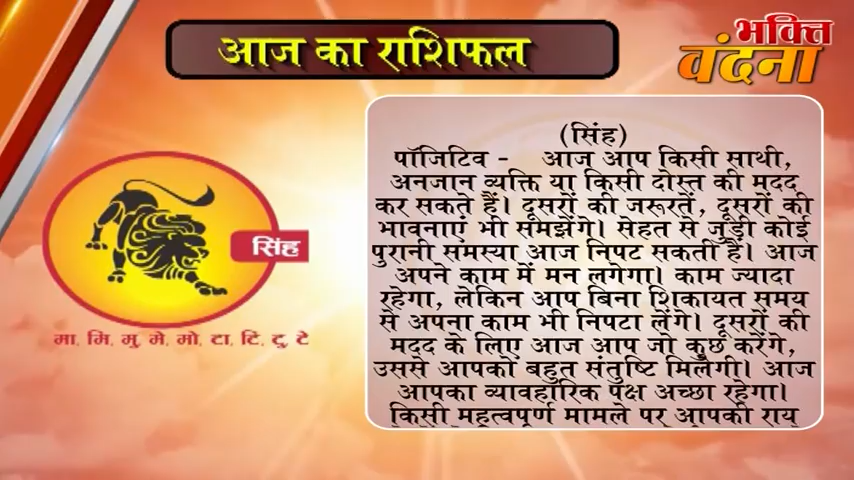 आज का राशिफल
भक्ति
वंदना
(सिंह)
पॉजिटिव - आज आप किसी साथी,
अनजान व्यक्ति या किसी दोस्त की मदद
कर सकते हैं। दूसरों की जरूरतें, दूसरों की
भावनाएं भी समझेंगे। सेहत से जुड़ी कोई
पुरानी समस्या आज निपट सकती है। आज
अपने काम में मन लगेगा। काम ज्यादा
रहेगा, लेकिन आप बिना शिकायत समय
से अपना काम भी निपटा लेंगे। दूसरों की
मदद के लिए आज आप जो कुछ करेंगे,
उससे आपको बहुत संतुष्टि मिलेगी। आज
आपका व्यावहारिक पक्ष अच्छा रहेगा।
किसी महत्वपूर्ण मामले पर आपकी राय
सिंह
मा, मि, मु, मे, मो, टा, टि, टु, टे